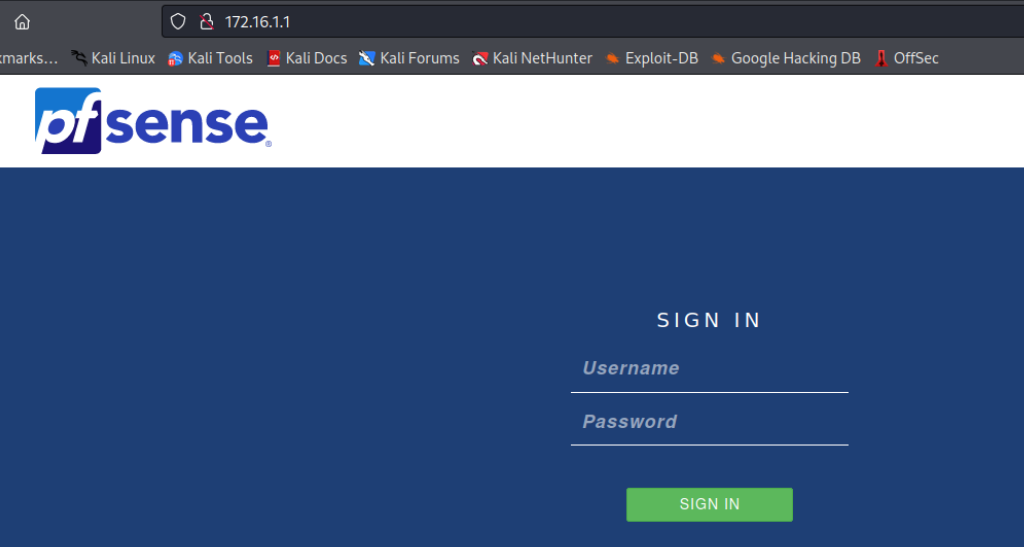 172.16.1.1
kmarks… Kali Linux Kali Tools Kali Docs Kali Forums Kali NetHunter Exploit-DB Google Hacking DB OffSec
pfsense®
SIGN IN
Username
Password
SIGN IN